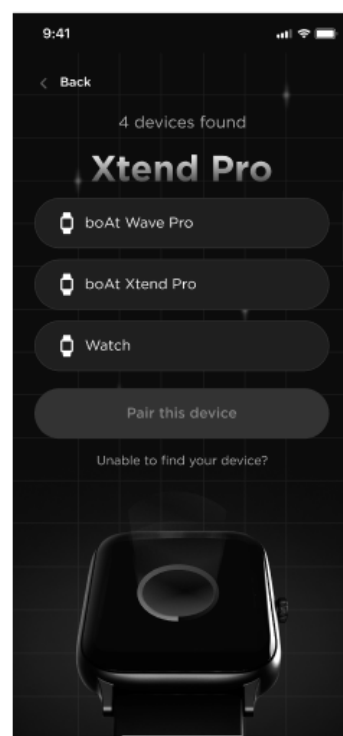 9:41
Back
4 devices found
Xtend Pro
boAt Wave Pro
boAt Xtend Pro
Watch
Pair this device
Unable to find your device?